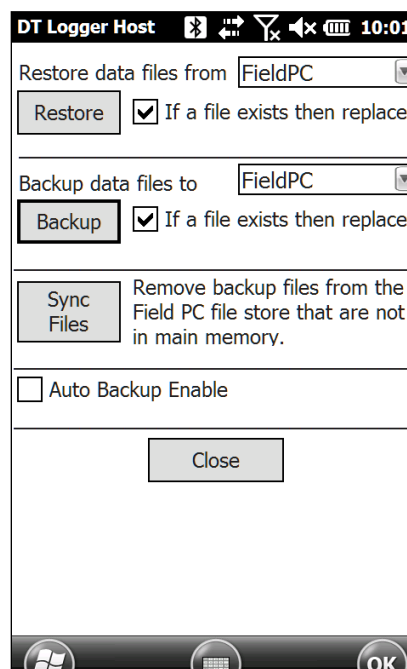 DT Logger Host 10:01
Restore data files from FieldPC
Restore If a file exists then replace
Backup data files to FieldPC
Backup If a file exists then replace
Sync Files
Remove backup files from the
Field PC file store that are not
in main memory.
Auto Backup Enable
Close
OK